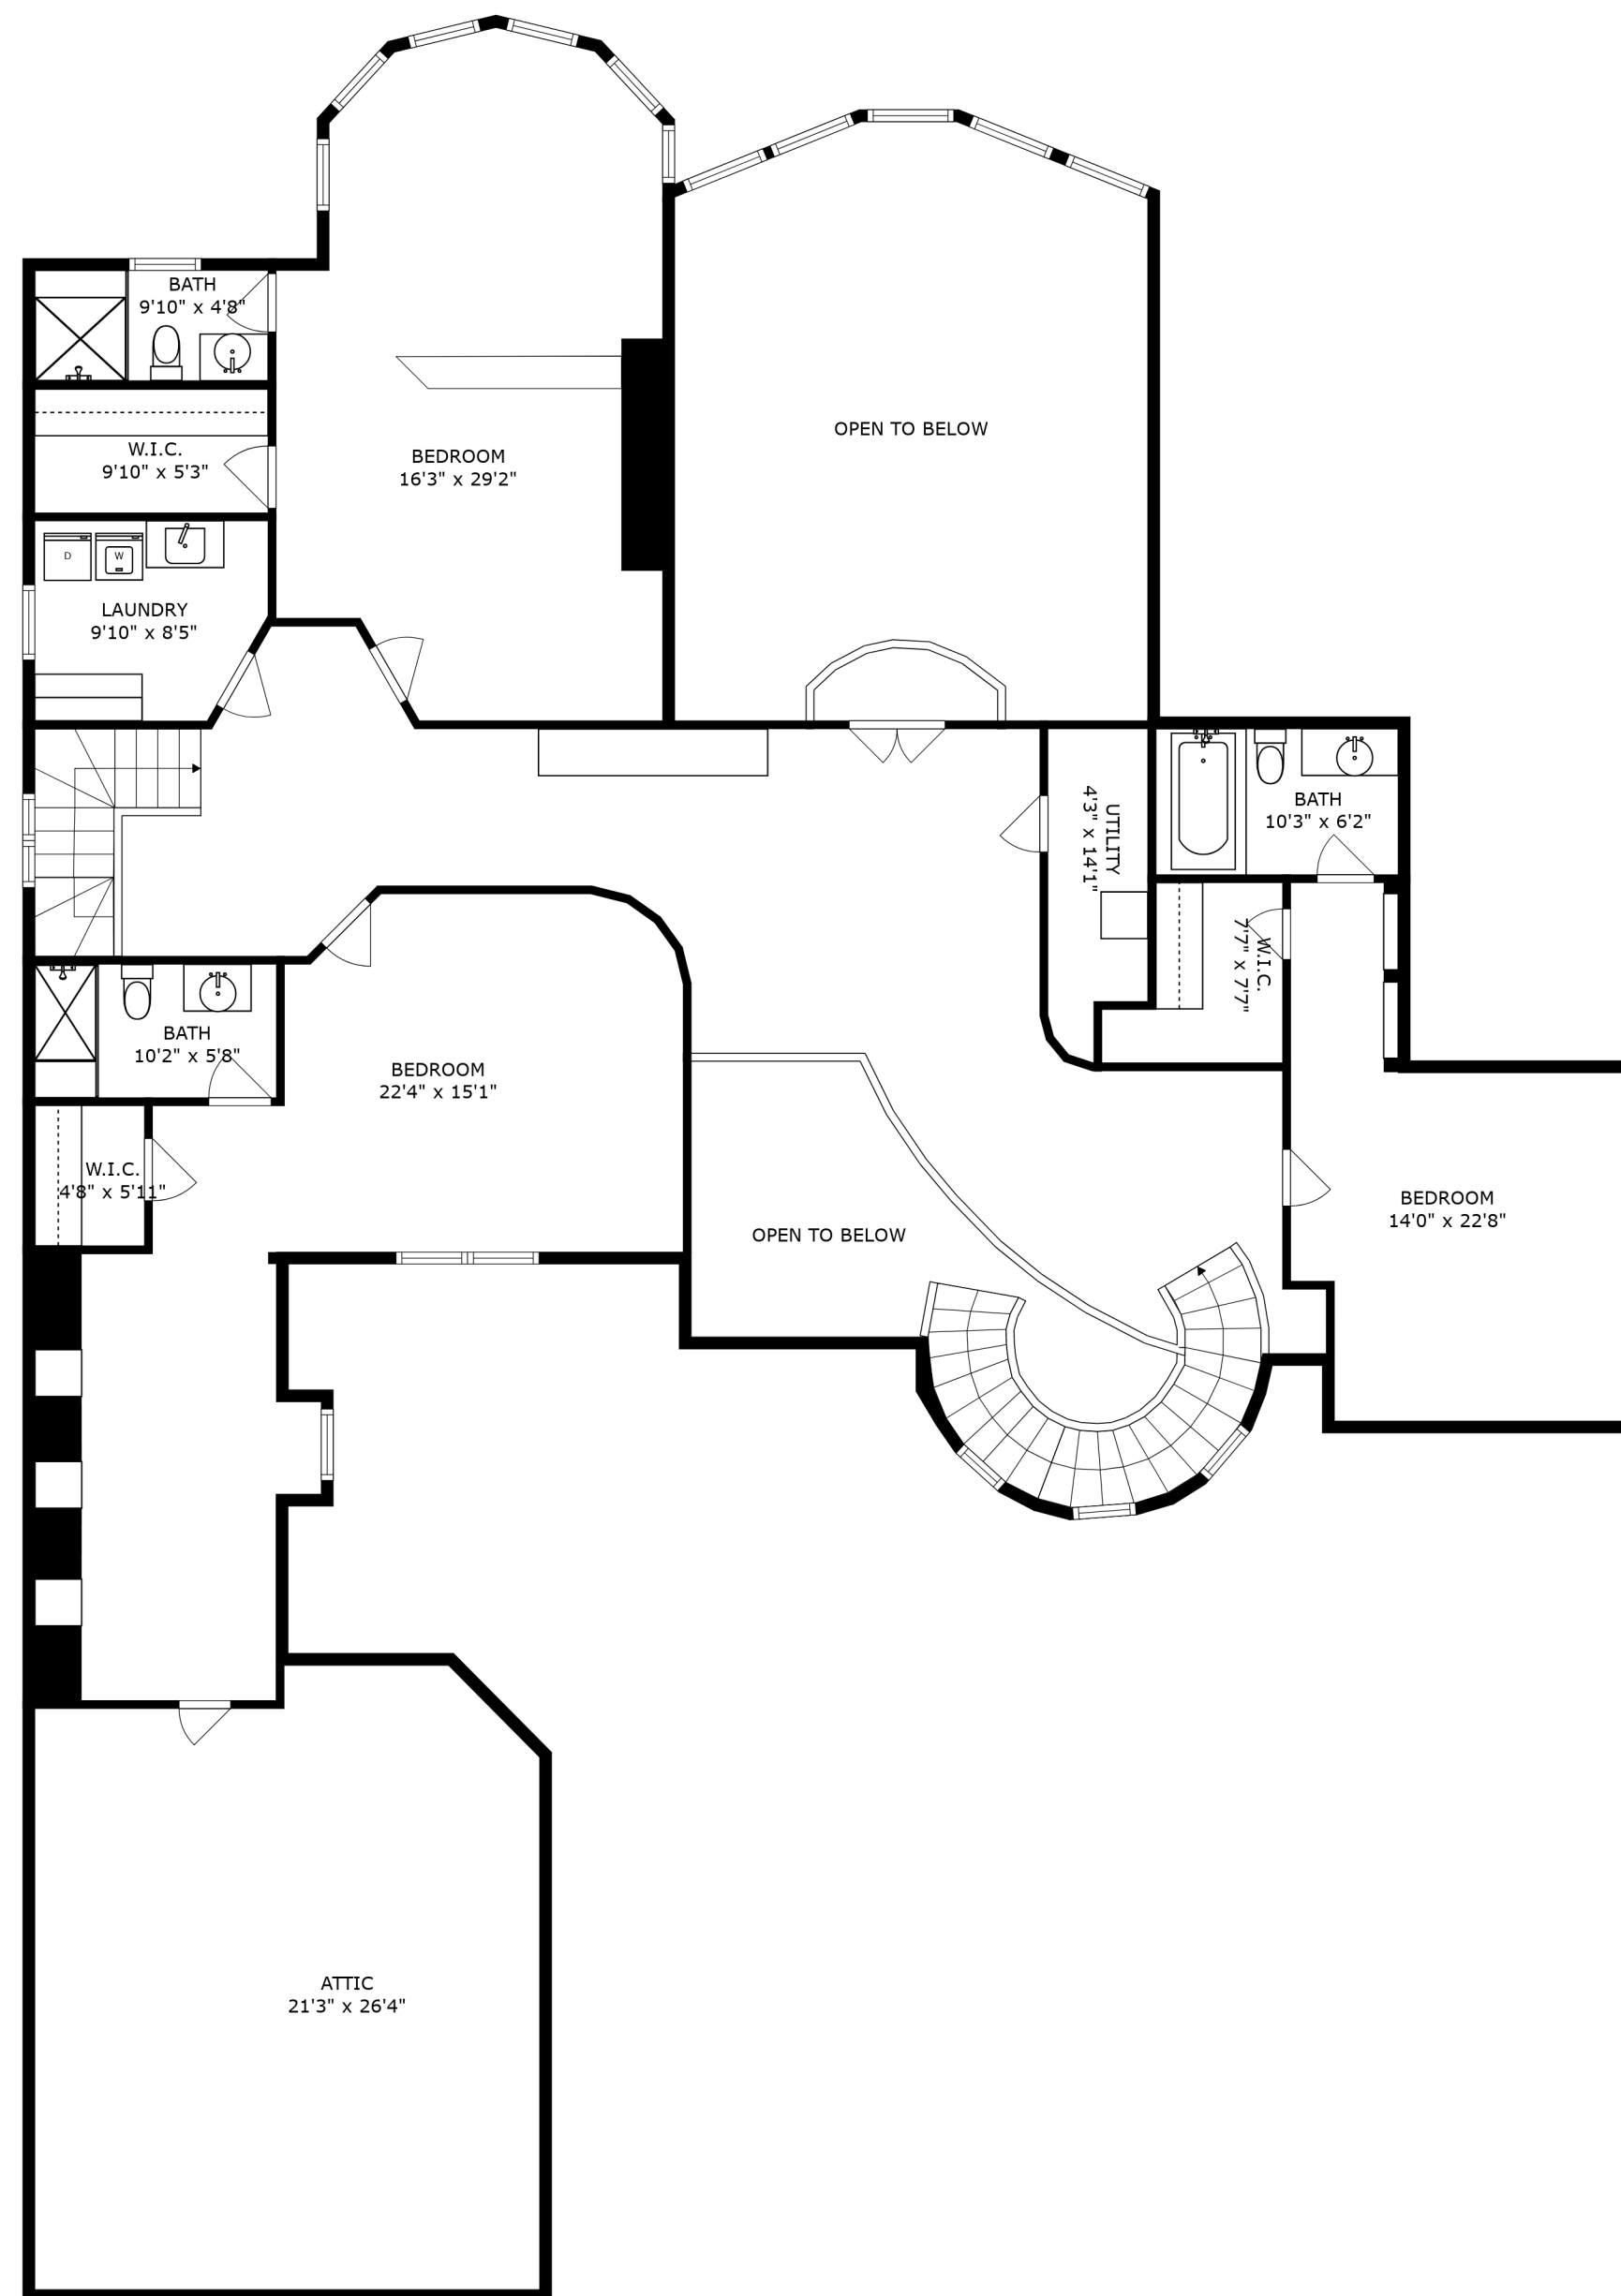 BATH
9'10" x 4'8"
W.I.C.
9'10" x 5'3"
BEDROOM
16'3" x 29'2"
OPEN TO BELOW
D
W
LAUNDRY
9'10" x 8'5"
UTILITY
4'3" x 14'1"
BATH
10'3" x 6'2"
W.I.C.
7'7" x 7'7"
BATH
10'2" x 5'8"
BEDROOM
22'4" x 15'1"
W.I.C.
4'8" x 5'11"
OPEN TO BELOW
BEDROOM
14'0" x 22'8"
ATTIC
21'3" x 26'4"